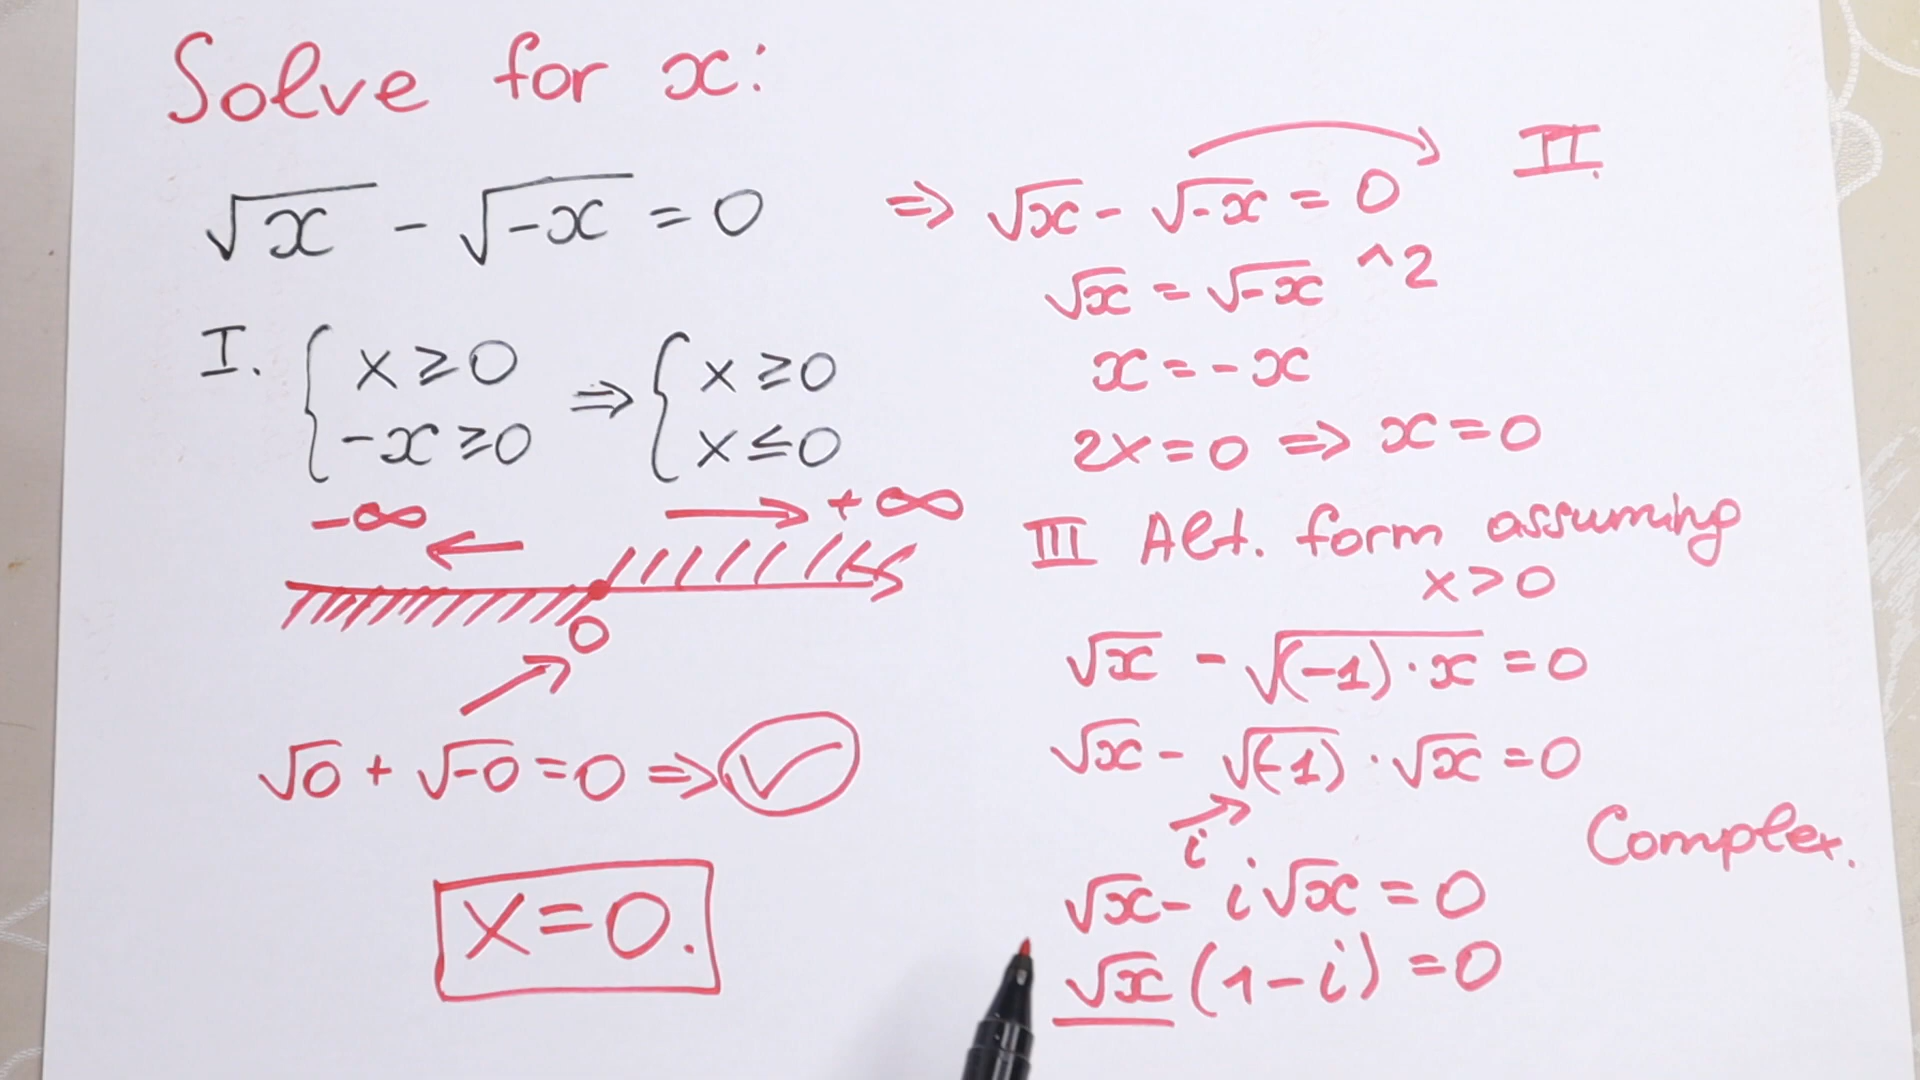 Solve for x:
√x - √-x = 0
I. { x ≥ 0 ⇒ { x ≥ 0
-x ≥ 0 x ≤ 0
-∞ ← → +∞
0
√0 + √-0 = 0 ⇒ ✓
x = 0.
⇒ √x - √-x = 0 II.
√x = √-x ^2
x = -x
2x = 0 ⇒ x = 0
III Alt. form assuming
x > 0
√x - √(-1)·x = 0
√x - √(-1) · √x = 0
i
Complex.
√x - i√x = 0
√x (1 - i) = 0